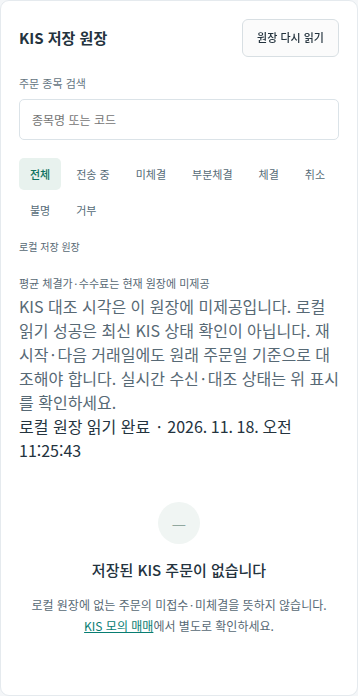 KIS 저장 원장
원장 다시 읽기
주문 종목 검색
종목명 또는 코드
전체 전송 중 미체결 부분체결 체결 취소
불명 거부
로컬 저장 원장
평균 체결가·수수료는 현재 원장에 미제공
KIS 대조 시각은 이 원장에 미제공입니다. 로컬
읽기 성공은 최신 KIS 상태 확인이 아닙니다. 재
시작·다음 거래일에도 원래 주문일 기준으로 대
조해야 합니다. 실시간 수신·대조 상태는 위 표시
를 확인하세요.
로컬 원장 읽기 완료 · 2026. 11. 18. 오전
11:25:43
—
저장된 KIS 주문이 없습니다
로컬 원장에 없는 주문의 미접수·미체결을 뜻하지 않습니다.
KIS 모의 매매에서 별도로 확인하세요.